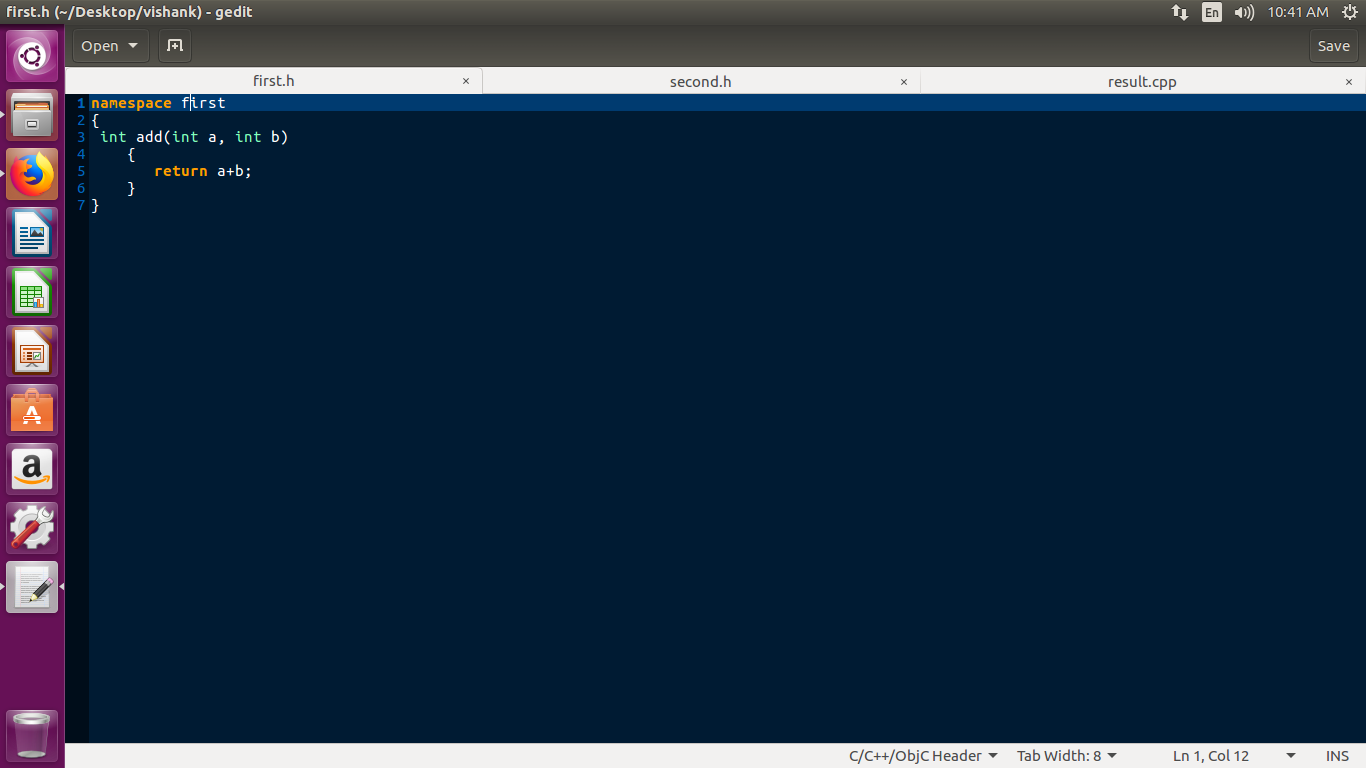 first.h (~/Desktop/vishank) - gedit
En
10:41 AM
Open
Save
first.h ×
second.h ×
result.cpp ×
1 namespace first
2 {
3  int add(int a, int b)
4     {
5        return a+b;
6     }
7 }
C/C++/ObjC Header
Tab Width: 8
Ln 1, Col 12
INS